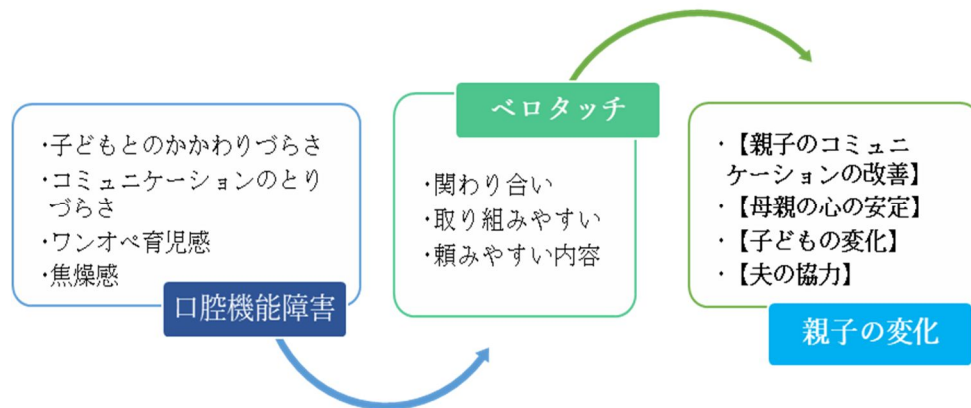 ・子どもとのかかわりづらさ
・コミュニケーションのとり
づらさ
・ワンオペ育児感
・焦燥感
口腔機能障害
ベロタッチ
・関わり合い
・取り組みやすい
・頼みやすい内容
・【親子のコミュニ
ケーションの改善】
・【母親の心の安定】
・【子どもの変化】
・【夫の協力】
親子の変化